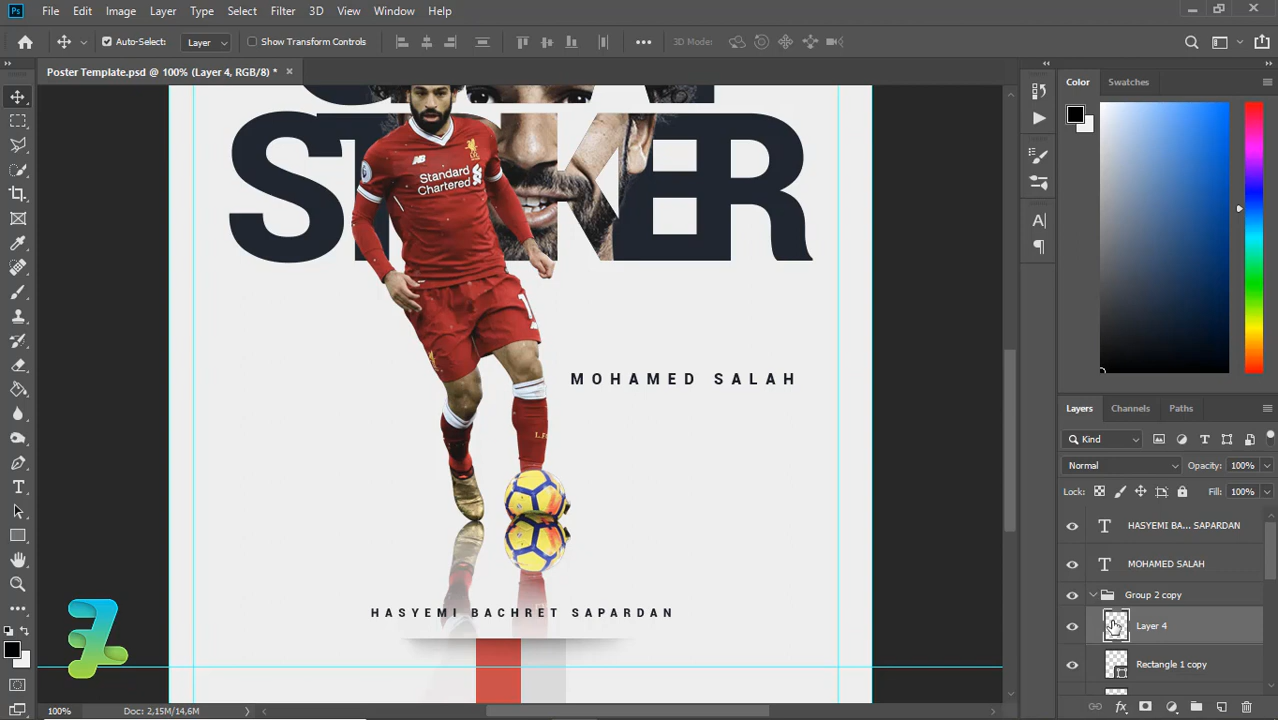 File Edit Image Layer Type Select Filter 3D View Window Help
Auto-Select: Layer Show Transform Controls 3D Mode:
Poster Template.psd @ 100% (Layer 4, RGB/8) *
Color Swatches
STRIKER
AB
Standard
Chartered
MOHAMED SALAH
HASYEMI BACHRET SAPARDAN
Layers Channels Paths
Kind
Normal Opacity: 100%
Lock: Fill: 100%
HASYEMI BA... SAPARDAN
MOHAMED SALAH
Group 2 copy
Layer 4
Rectangle 1 copy
100% Doc: 2,15M/14,6M